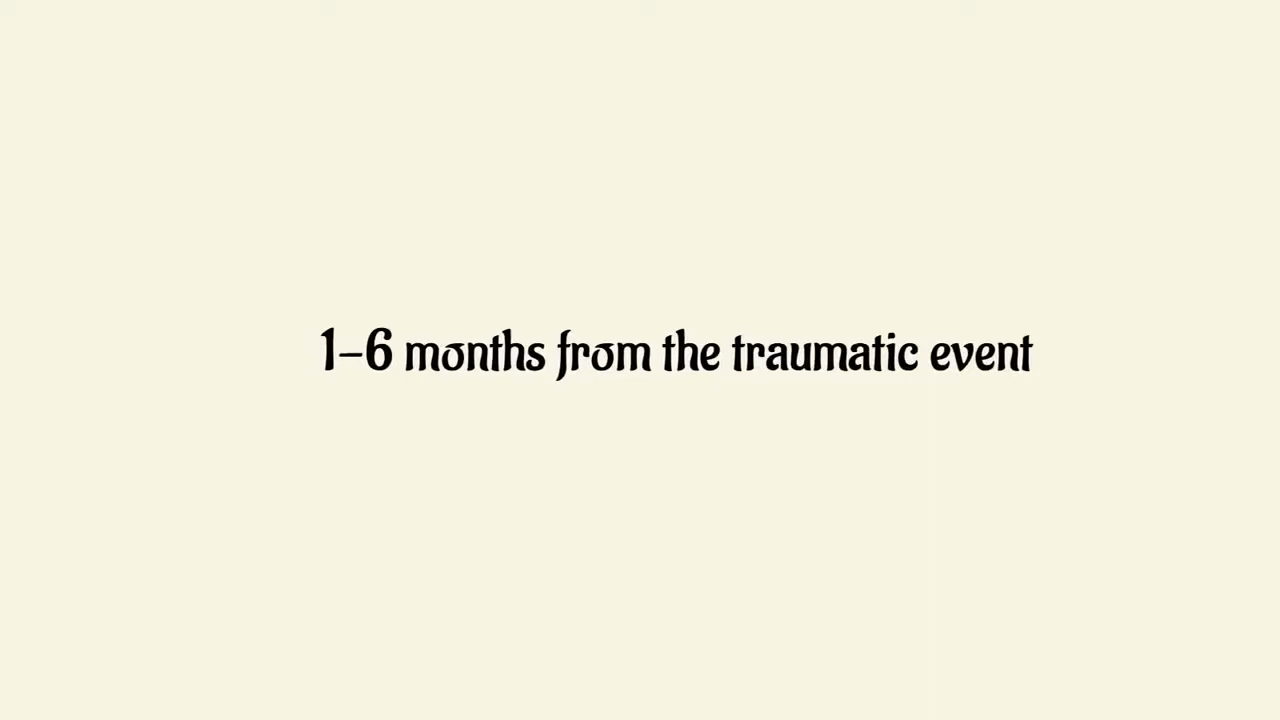 1–6 months from the traumatic event